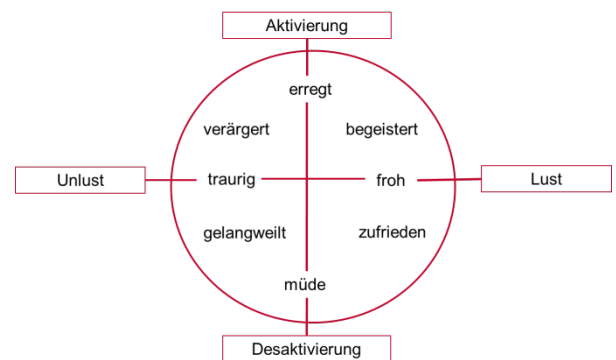 Aktivierung
erregt
verärgert begeistert
Unlust traurig froh Lust
gelangweilt zufrieden
müde
Desaktivierung